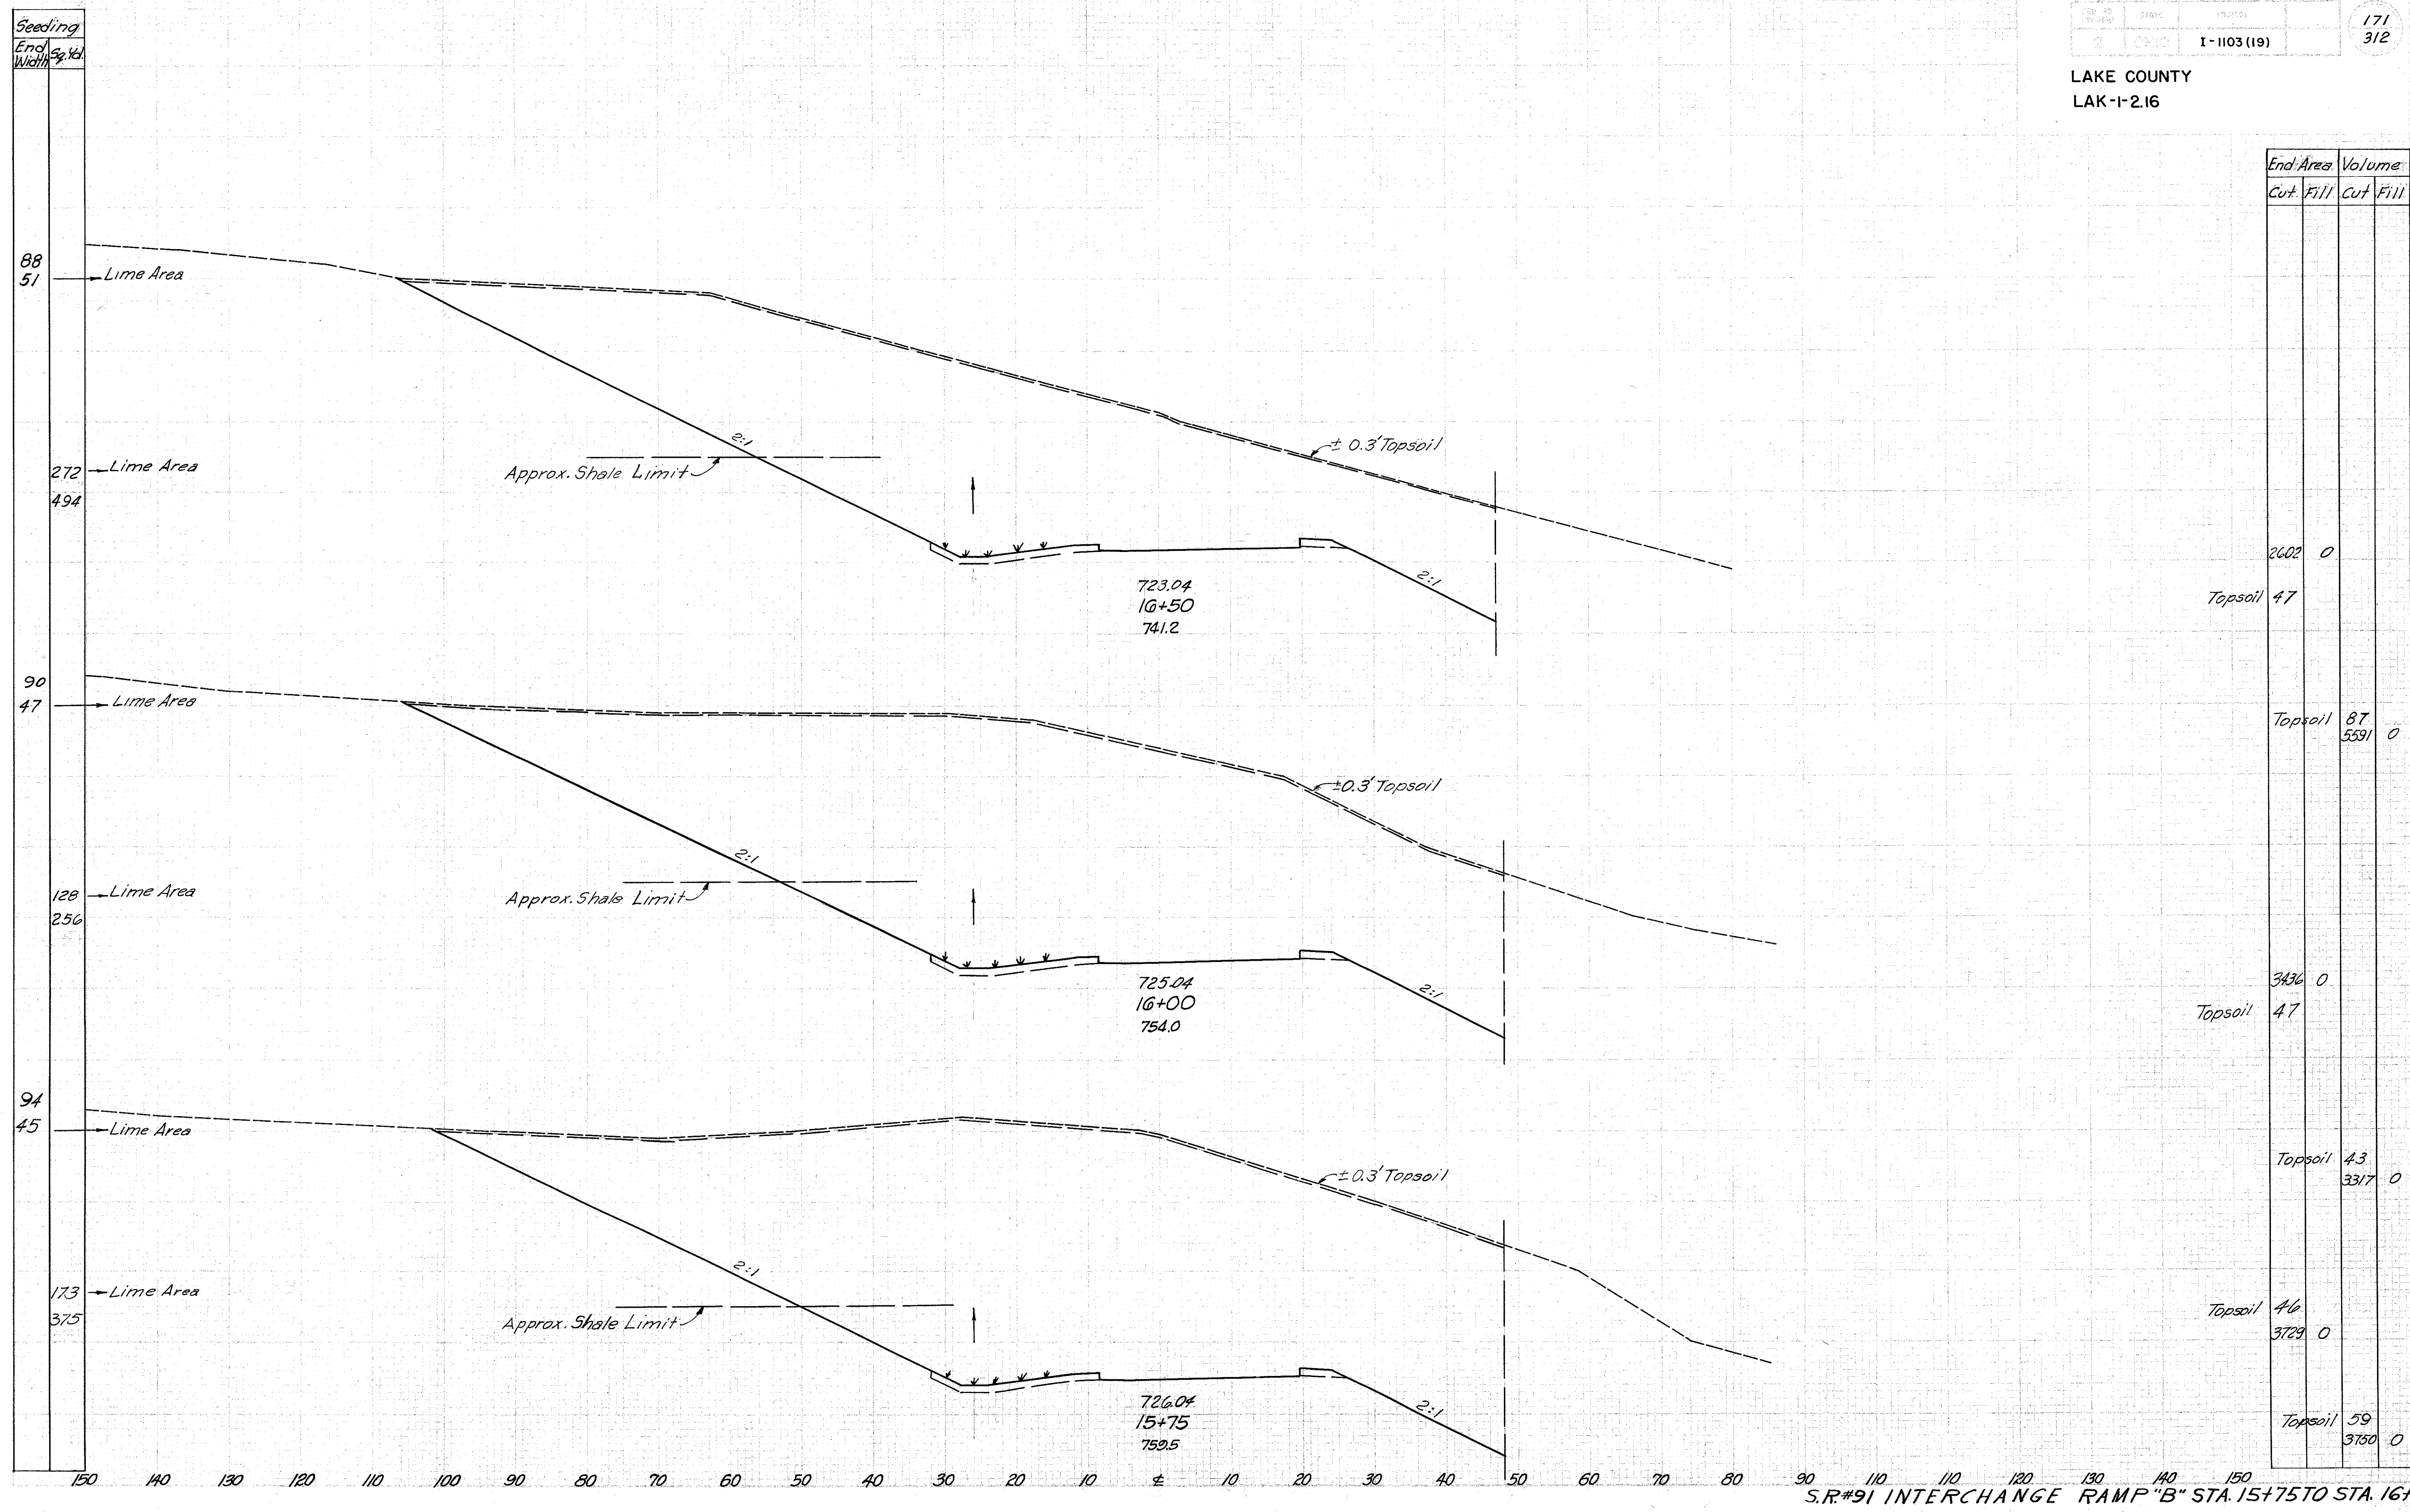 Seeding
End Width Sq.Yd.
I-1103(19)
171
312
LAKE COUNTY
LAK-1-2.16
End Area Volume
Cut Fill Cut Fill
88
51 Lime Area
± 0.3' Topsoil
2:1
Approx. Shale Limit
272 Lime Area
494
2:1
723.04
16+50
741.2
2602 0
Topsoil 47
90
47 Lime Area
Topsoil 87
5591 0
±0.3' Topsoil
2:1
Approx. Shale Limit
128 Lime Area
256
2:1
725.04
16+00
754.0
3436 0
Topsoil 47
94
45 Lime Area
Topsoil 43
3317 0
±0.3' Topsoil
2:1
173 Lime Area
375
Approx. Shale Limit
Topsoil 46
3729 0
2:1
726.04
15+75
759.5
Topsoil 59
3750 0
150 140 130 120 110 100 90 80 70 60 50 40 30 20 10 ℄ 10 20 30 40 50 60 70 80 90 110 110 120 130 140 150
S.R.#91 INTERCHANGE RAMP "B" STA. 15+75 TO STA. 16+